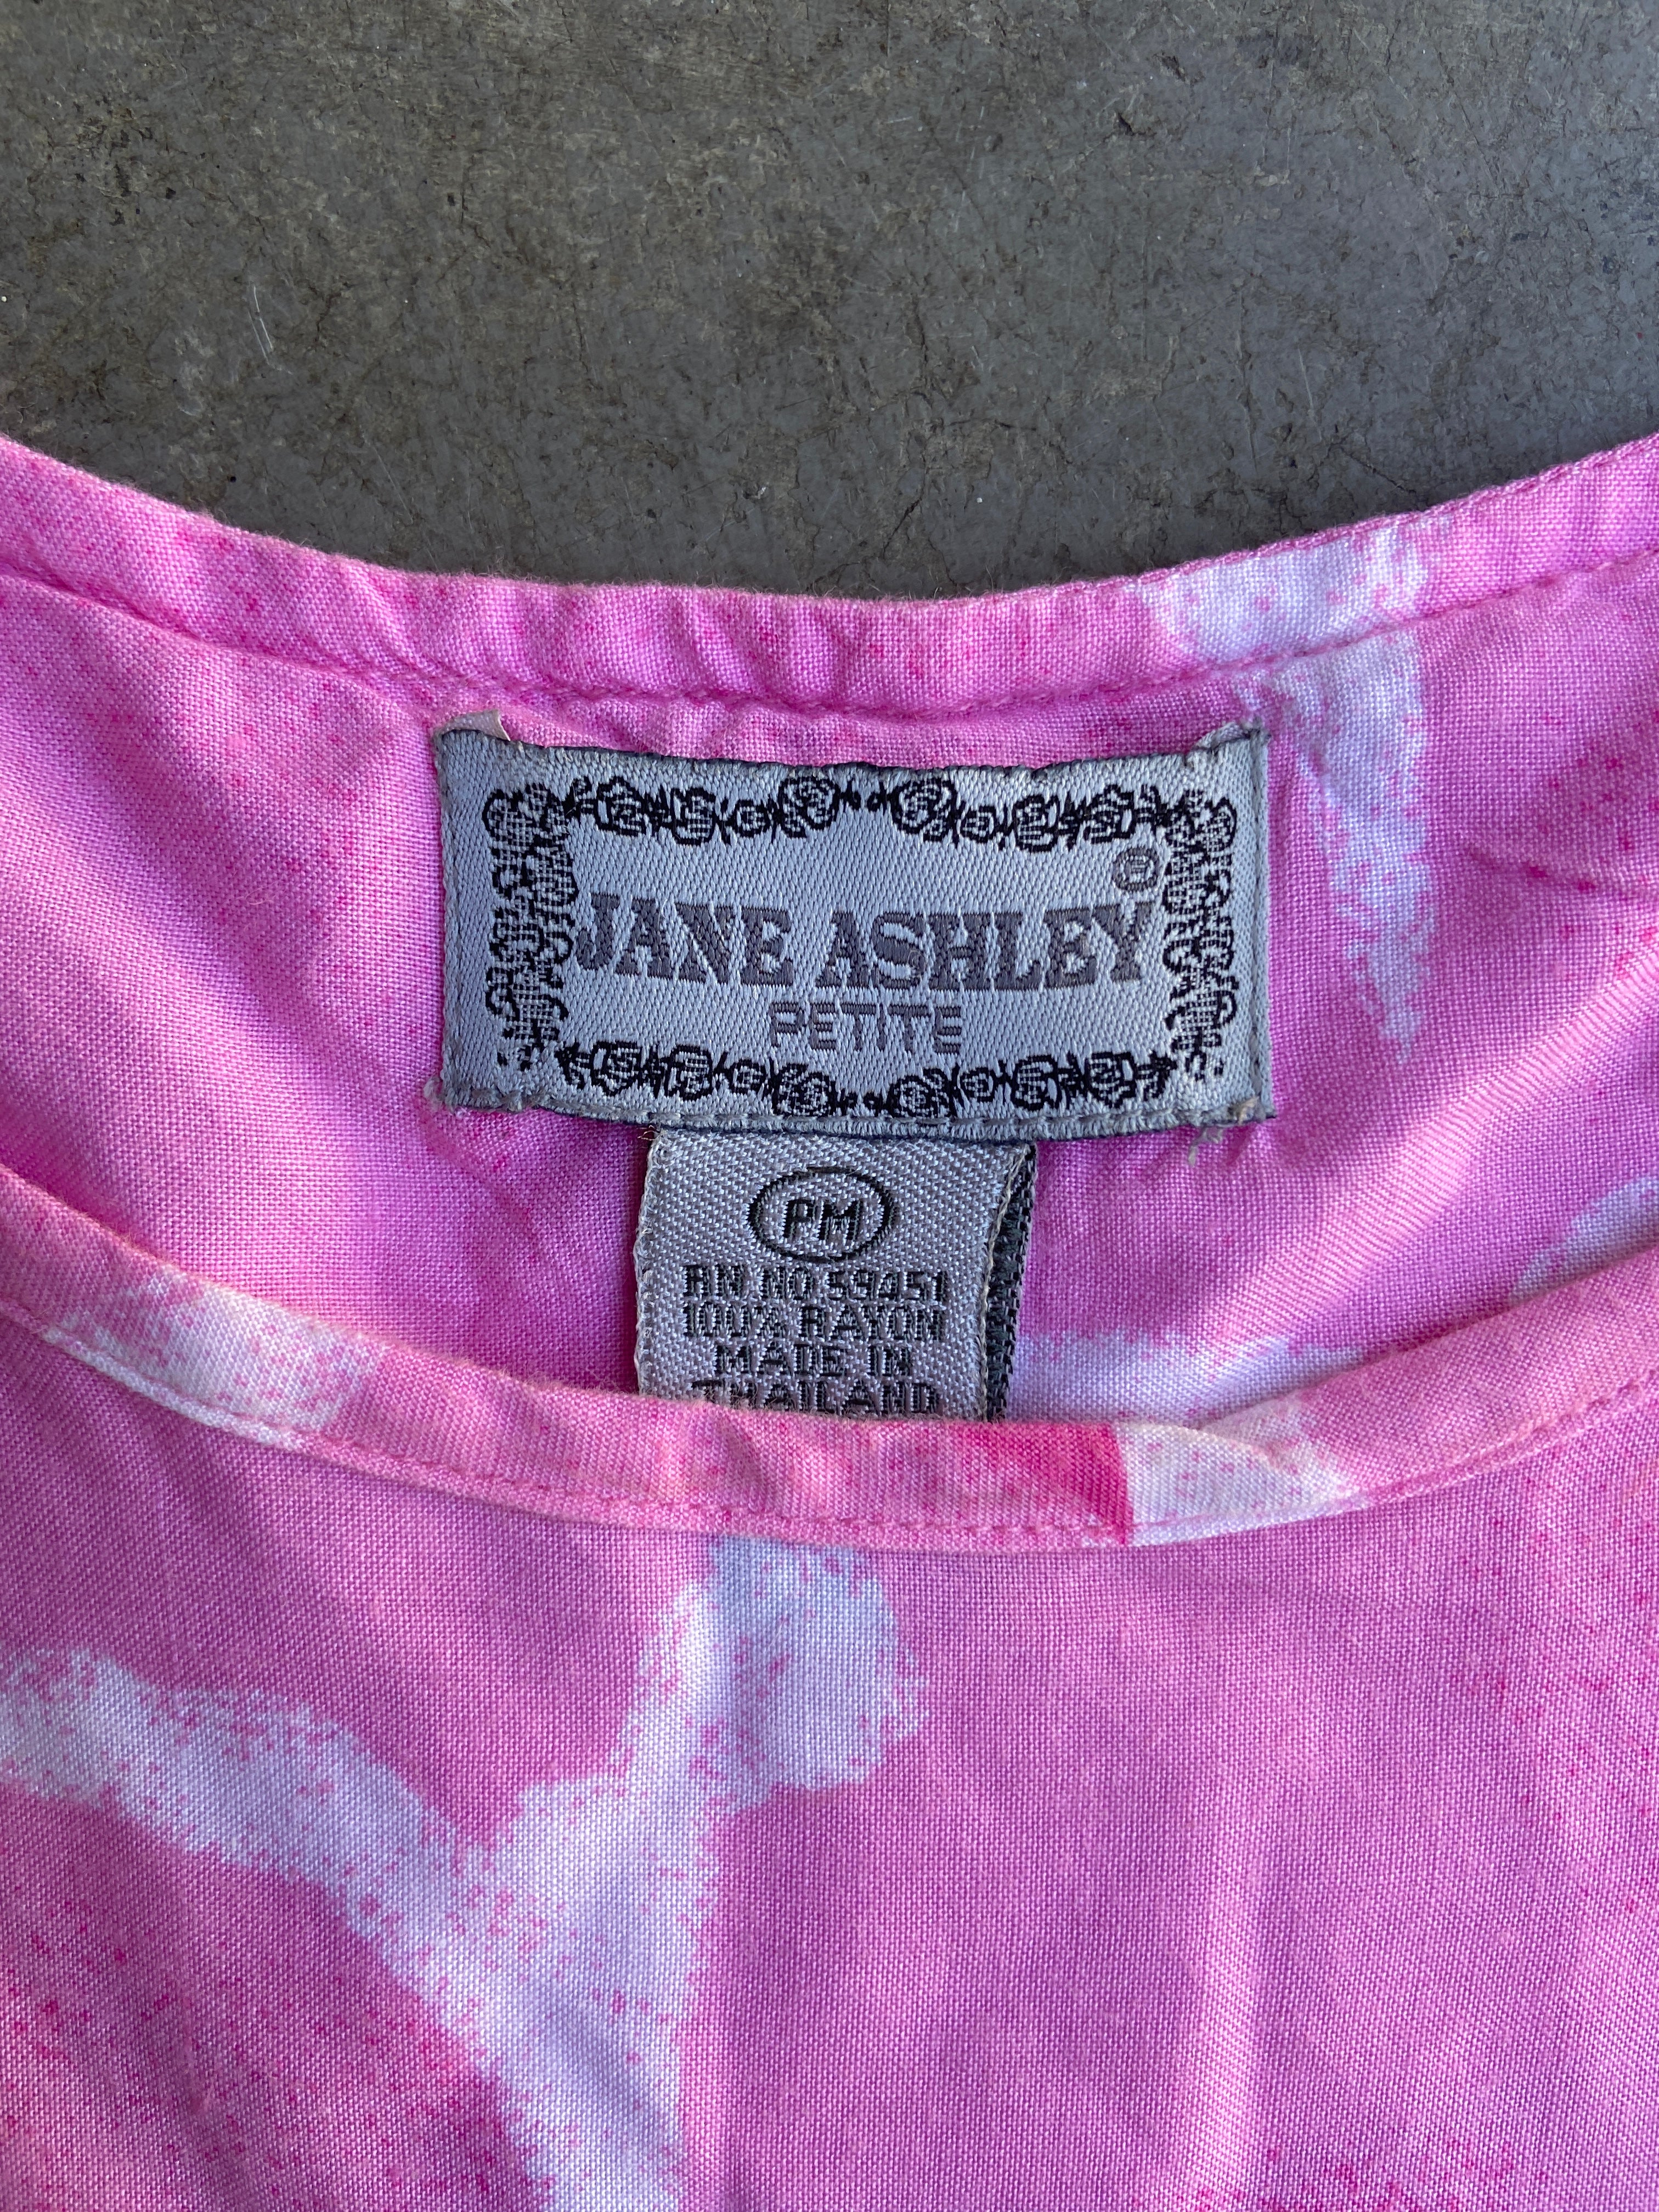 JANE ASHLEY ®
PETITE
PM
RN NO 59451
100% RAYON
MADE IN
THAILAND